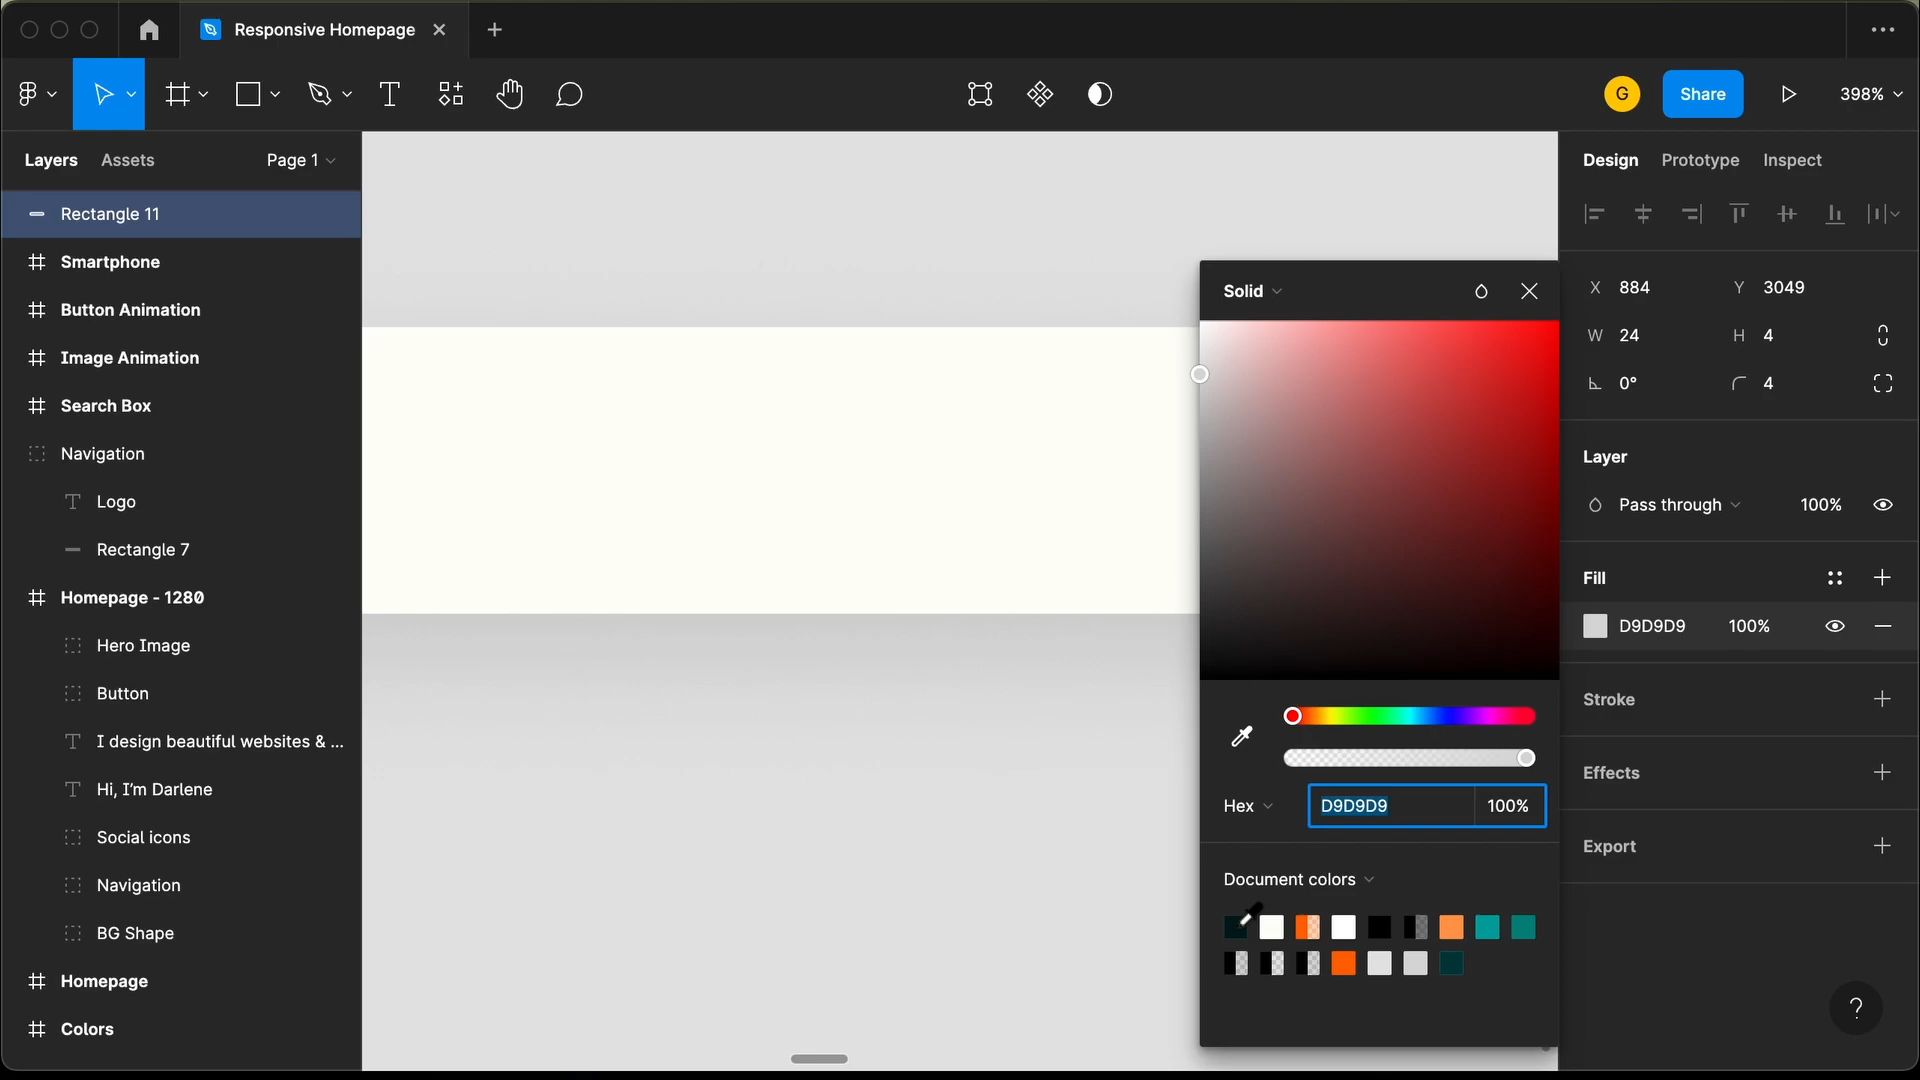 Responsive Homepage
G
Share
398%
Layers
Assets
Page 1
Design
Prototype
Inspect
Rectangle 11
Smartphone
Button Animation
Image Animation
Search Box
Navigation
Logo
Rectangle 7
Homepage - 1280
Hero Image
Button
I design beautiful websites & ...
Hi, I'm Darlene
Social icons
Navigation
BG Shape
Homepage
Colors
Solid
Hex
D9D9D9
100%
Document colors
X 884
Y 3049
W 24
H 4
0°
4
Layer
Pass through
100%
Fill
D9D9D9
100%
Stroke
Effects
Export
?